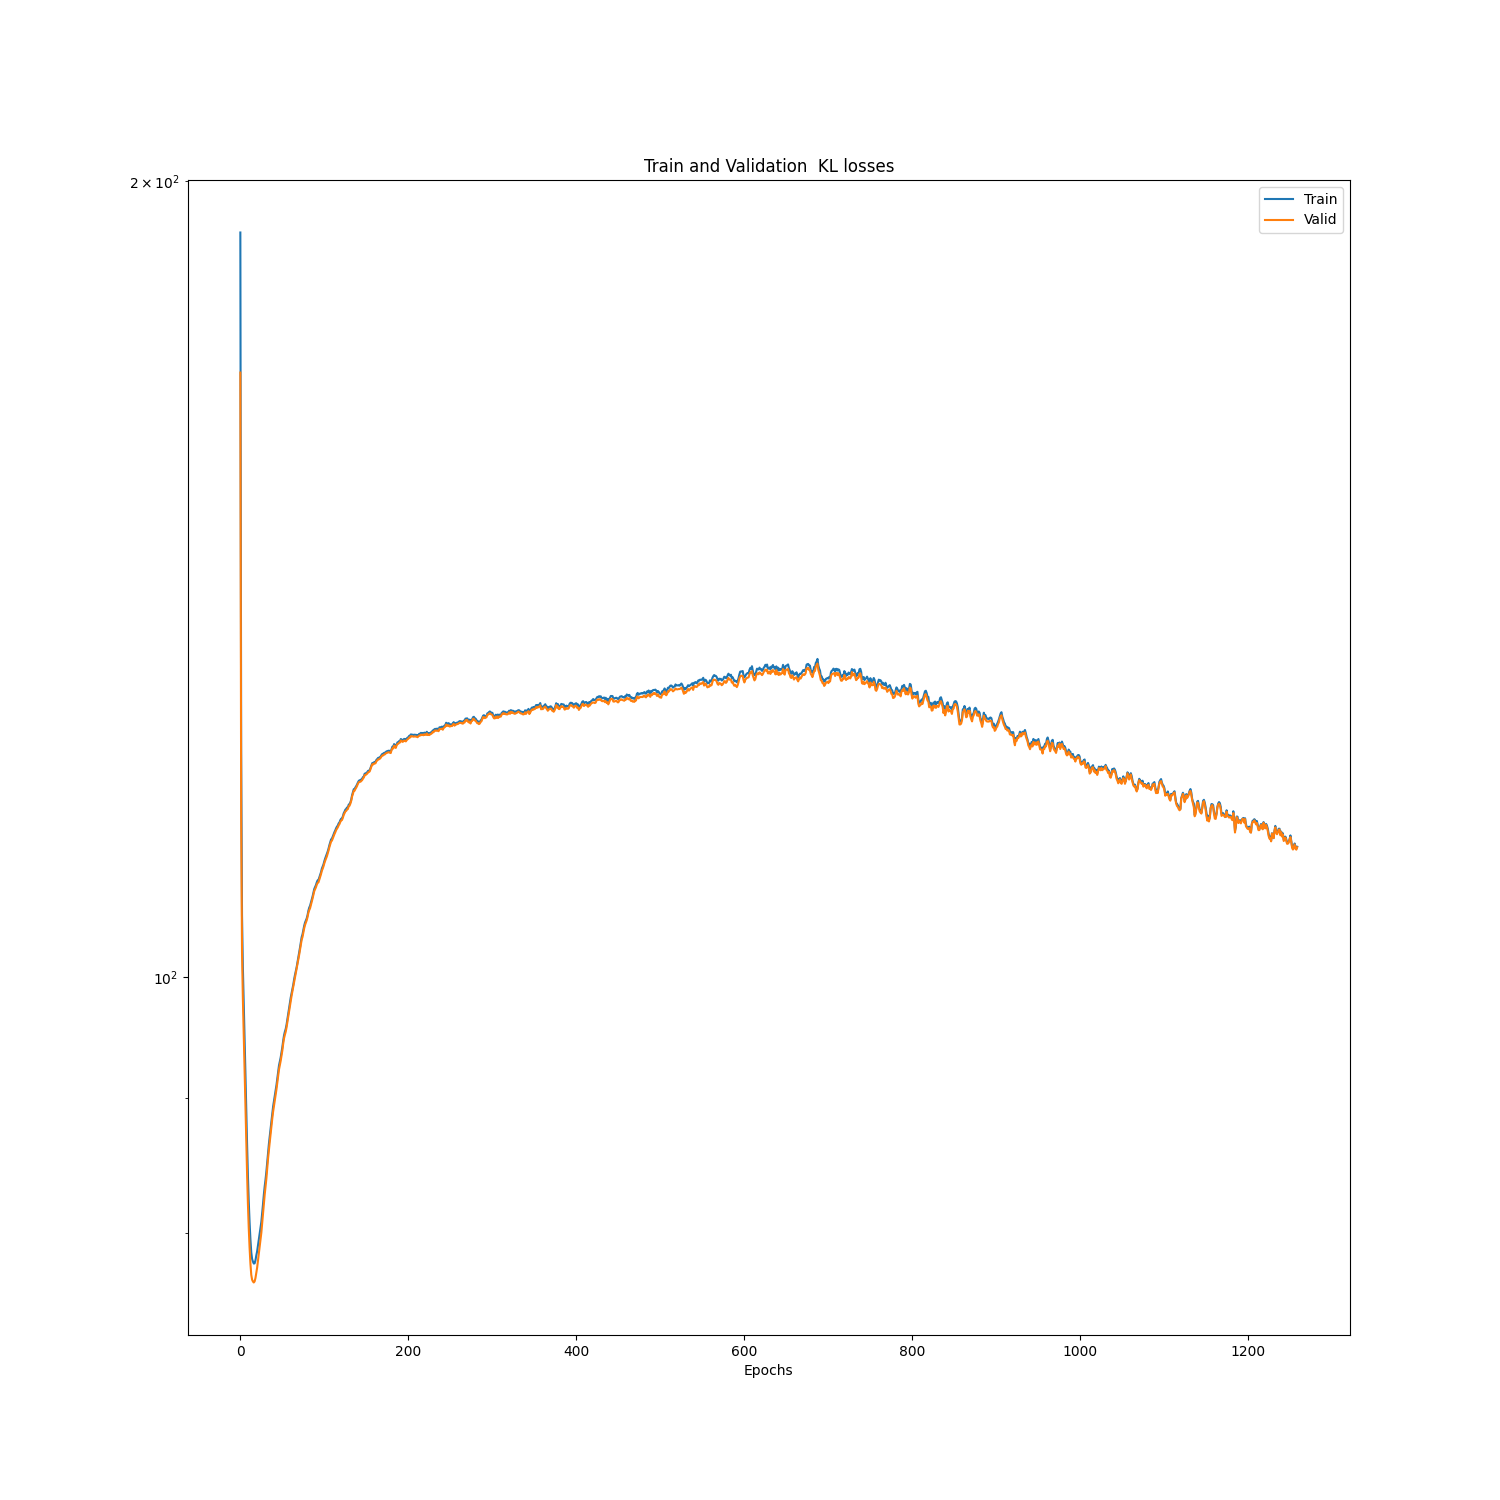 Train and Validation  KL losses
2 × 10²
Train
Valid
10²
0 200 400 600 800 1000 1200
Epochs